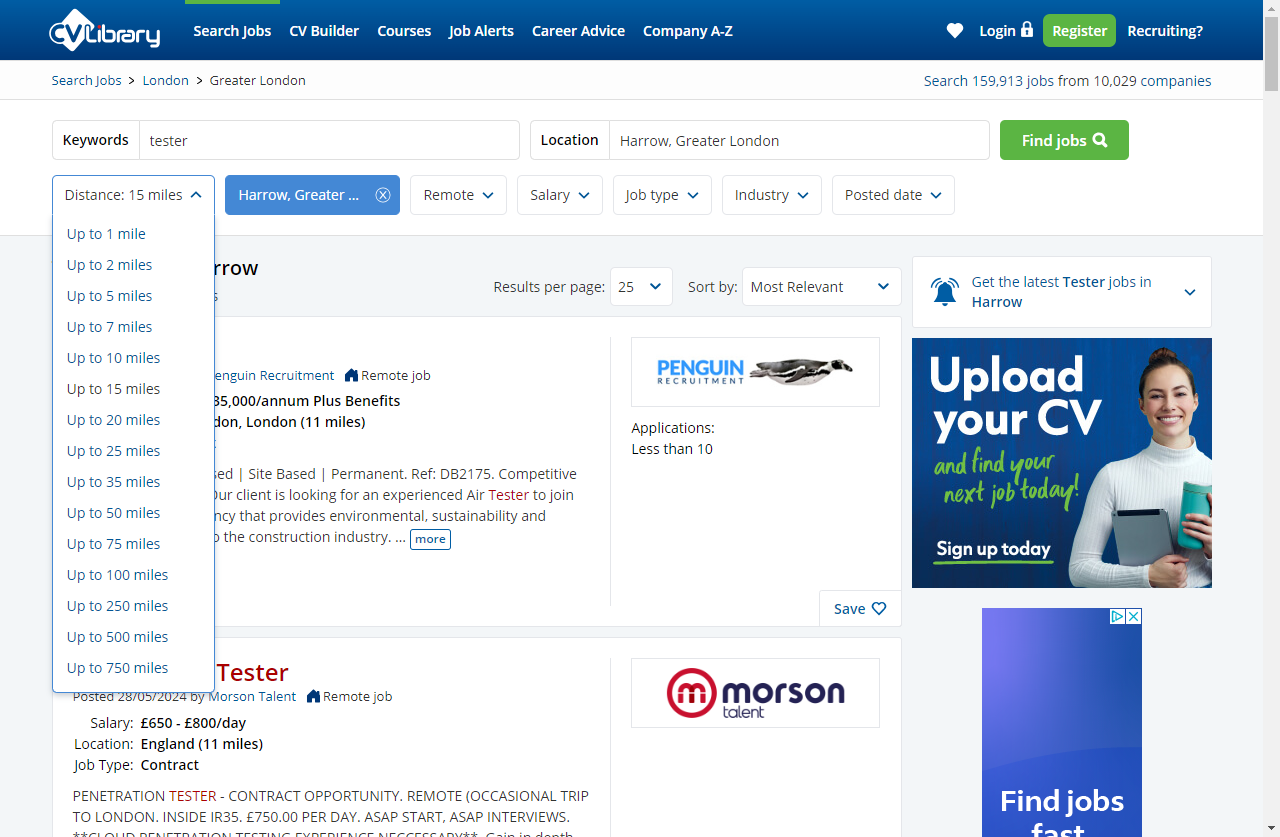 CVLibrary
Search Jobs
CV Builder
Courses
Job Alerts
Career Advice
Company A-Z
Login
Register
Recruiting?
Search Jobs > London > Greater London
Search 159,913 jobs from 10,029 companies
Keywords
tester
Location
Harrow, Greater London
Find jobs
Distance: 15 miles
Harrow, Greater ...
Remote
Salary
Job type
Industry
Posted date
Up to 1 mile
Up to 2 miles
Up to 5 miles
Up to 7 miles
Up to 10 miles
Up to 15 miles
Up to 20 miles
Up to 25 miles
Up to 35 miles
Up to 50 miles
Up to 75 miles
Up to 100 miles
Up to 250 miles
Up to 500 miles
Up to 750 miles
Results per page: 25
Sort by: Most Relevant
Recruitment
Remote job
35,000/annum Plus Benefits
London (11 miles)
| Site Based | Permanent. Ref: DB2175. Competitive
Our client is looking for an experienced Air Tester to join
that provides environmental, sustainability and
the construction industry. ... more
PENGUIN
RECRUITMENT
Applications:
Less than 10
Save
Tester
Posted 28/05/2024 by Morson Talent
Remote job
Salary: £650 - £800/day
Location: England (11 miles)
Job Type: Contract
PENETRATION TESTER - CONTRACT OPPORTUNITY. REMOTE (OCCASIONAL TRIP
TO LONDON. INSIDE IR35. £750.00 PER DAY. ASAP START, ASAP INTERVIEWS.
**CLOUD PENETRATION TESTING EXPERIENCE NECCESSARY**. Gain in depth
morson
talent
Get the latest Tester jobs in
Harrow
Upload
your CV
and find your
next job today!
Sign up today
Find jobs
fast